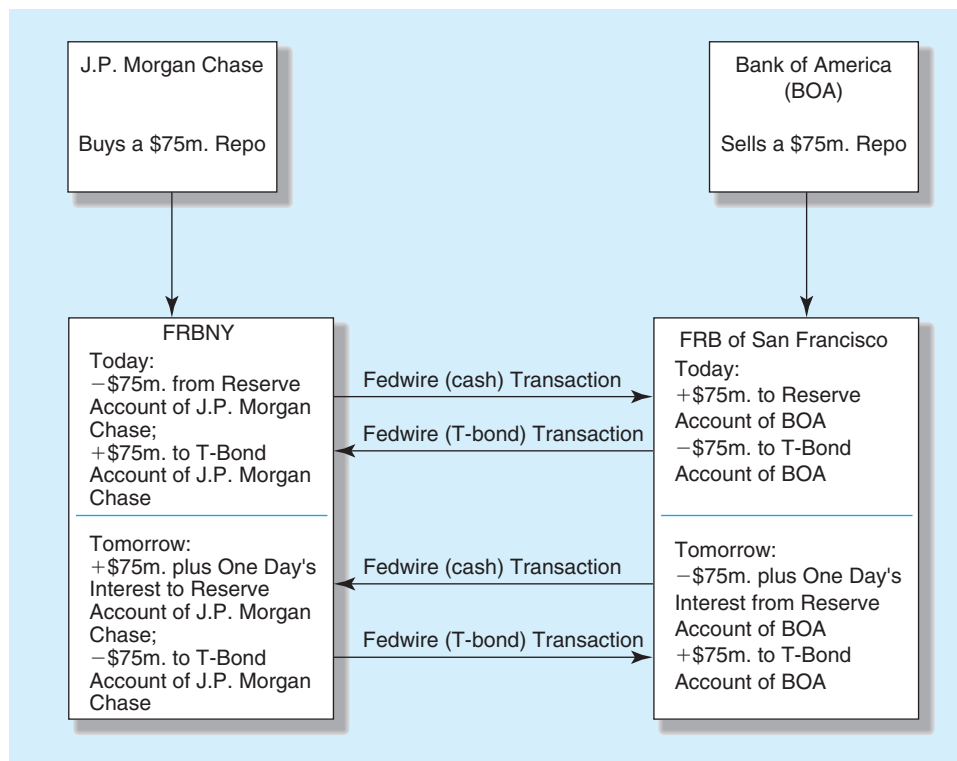 J.P. Morgan Chase
Buys a $75m. Repo
Bank of America
(BOA)
Sells a $75m. Repo
FRBNY
Today:
−$75m. from Reserve
Account of J.P. Morgan
Chase;
+$75m. to T-Bond
Account of J.P. Morgan
Chase
Tomorrow:
+$75m. plus One Day's
Interest to Reserve
Account of J.P. Morgan
Chase;
−$75m. to T-Bond
Account of J.P. Morgan
Chase
Fedwire (cash) Transaction
Fedwire (T-bond) Transaction
Fedwire (cash) Transaction
Fedwire (T-bond) Transaction
FRB of San Francisco
Today:
+$75m. to Reserve
Account of BOA
−$75m. to T-Bond
Account of BOA
Tomorrow:
−$75m. plus One Day's
Interest from Reserve
Account of BOA
+$75m. to T-Bond
Account of BOA